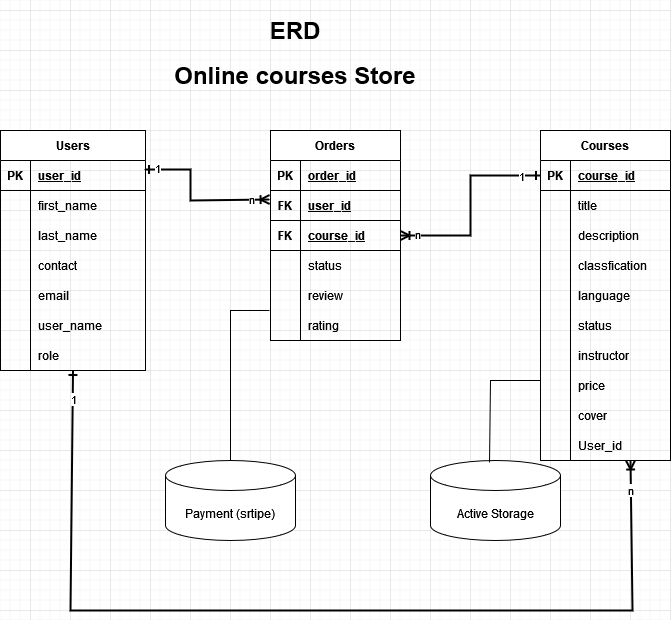 ERD
Online courses Store
Users
PK user_id
first_name
last_name
contact
email
user_name
role
Orders
PK order_id
FK user_id
FK course_id
status
review
rating
Courses
PK course_id
title
description
classfication
language
status
instructor
price
cover
User_id
1
n
1
n
1
n
Payment (srtipe)
Active Storage